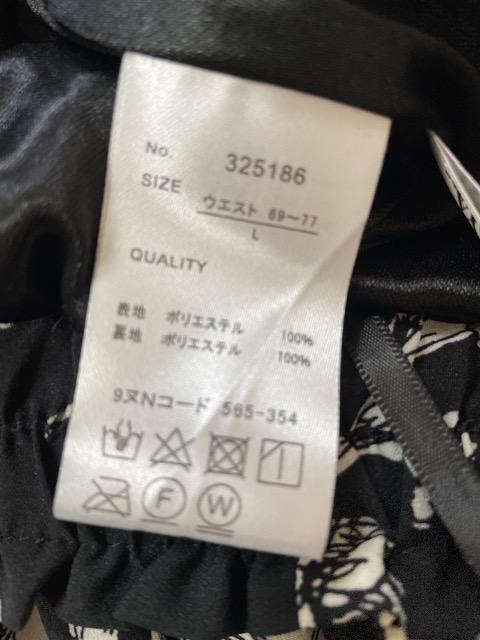 No. 325186
SIZE ウエスト 69〜77
L
QUALITY
表地 ポリエステル 100%
裏地 ポリエステル 100%
9ヌNコード 565-354
F W